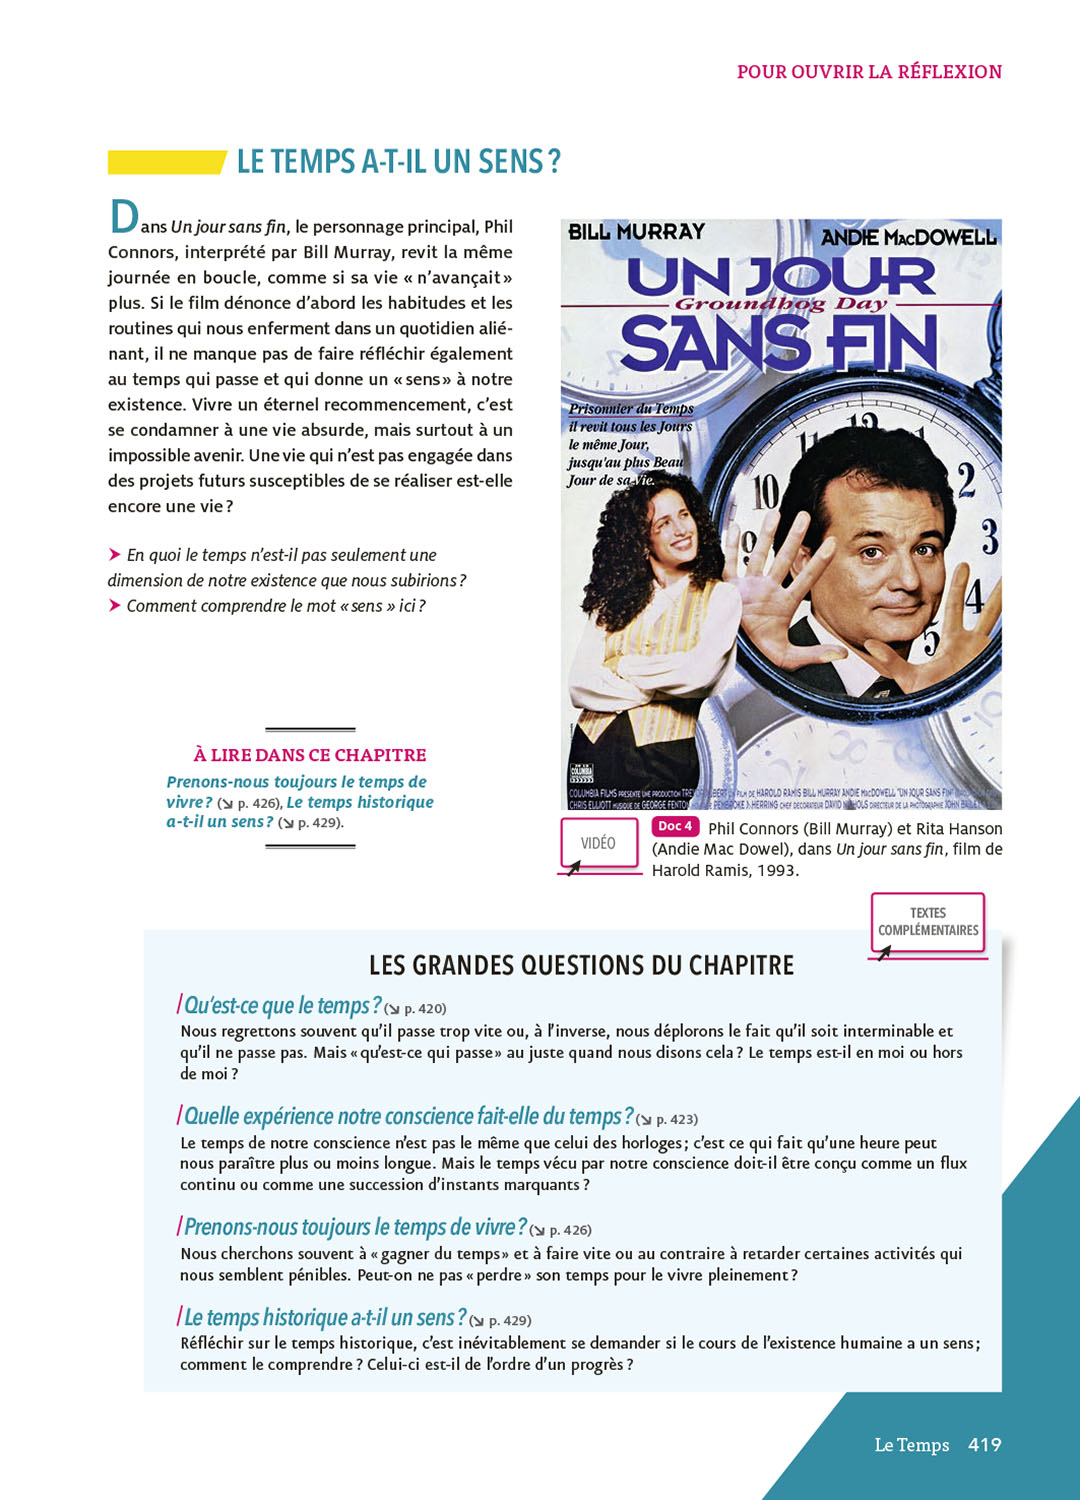 POUR OUVRIR LA RÉFLEXION
LE TEMPS A-T-IL UN SENS ?
Dans Un jour sans fin, le personnage principal, Phil
Connors, interprété par Bill Murray, revit la même
journée en boucle, comme si sa vie « n’avançait »
plus. Si le film dénonce d’abord les habitudes et les
routines qui nous enferment dans un quotidien alié-
nant, il ne manque pas de faire réfléchir également
au temps qui passe et qui donne un « sens » à notre
existence. Vivre un éternel recommencement, c’est
se condamner à une vie absurde, mais surtout à un
impossible avenir. Une vie qui n’est pas engagée dans
des projets futurs susceptibles de se réaliser est-elle
encore une vie ?
➤ En quoi le temps n’est-il pas seulement une
dimension de notre existence que nous subirions ?
➤ Comment comprendre le mot « sens » ici ?
À LIRE DANS CE CHAPITRE
Prenons-nous toujours le temps de
vivre ? (↘ p. 426), Le temps historique
a-t-il un sens ? (↘ p. 429).
BILL MURRAY
ANDIE MACDOWELL
UN JOUR
Groundhog Day
SANS FIN
Prisonnier du Temps
il revit tous les Jours
le même Jour,
jusqu'au plus Beau
Jour de sa Vie.
11 12
10 2
9 3
4
5
COLUMBIA
COLUMBIA FILMS PRÉSENTE UNE PRODUCTION
FILM DE HAROLD RAMIS BILL MURRAY ANDIE MACDOWELL "UN JOUR SANS FIN"
CHRIS ELLIOTT MUSIQUE DE GEORGE FENTON
PEMBROKE J. HERRING CHEF DECORATEUR DAVID NICHOLS DIRECTEUR DE LA PHOTOGRAPHIE JOHN
VIDÉO
Doc 4 Phil Connors (Bill Murray) et Rita Hanson
(Andie Mac Dowel), dans Un jour sans fin, film de
Harold Ramis, 1993.
TEXTES
COMPLÉMENTAIRES
LES GRANDES QUESTIONS DU CHAPITRE
Qu’est-ce que le temps ? (↘ p. 420)
Nous regrettons souvent qu’il passe trop vite ou, à l’inverse, nous déplorons le fait qu’il soit interminable et
qu’il ne passe pas. Mais « qu’est-ce qui passe » au juste quand nous disons cela ? Le temps est-il en moi ou hors
de moi ?
Quelle expérience notre conscience fait-elle du temps ? (↘ p. 423)
Le temps de notre conscience n’est pas le même que celui des horloges ; c’est ce qui fait qu’une heure peut
nous paraître plus ou moins longue. Mais le temps vécu par notre conscience doit-il être conçu comme un flux
continu ou comme une succession d’instants marquants ?
Prenons-nous toujours le temps de vivre ? (↘ p. 426)
Nous cherchons souvent à « gagner du temps » et à faire vite ou au contraire à retarder certaines activités qui
nous semblent pénibles. Peut-on ne pas « perdre » son temps pour le vivre pleinement ?
Le temps historique a-t-il un sens ? (↘ p. 429)
Réfléchir sur le temps historique, c’est inévitablement se demander si le cours de l’existence humaine a un sens ;
comment le comprendre ? Celui-ci est-il de l’ordre d’un progrès ?
Le Temps 419